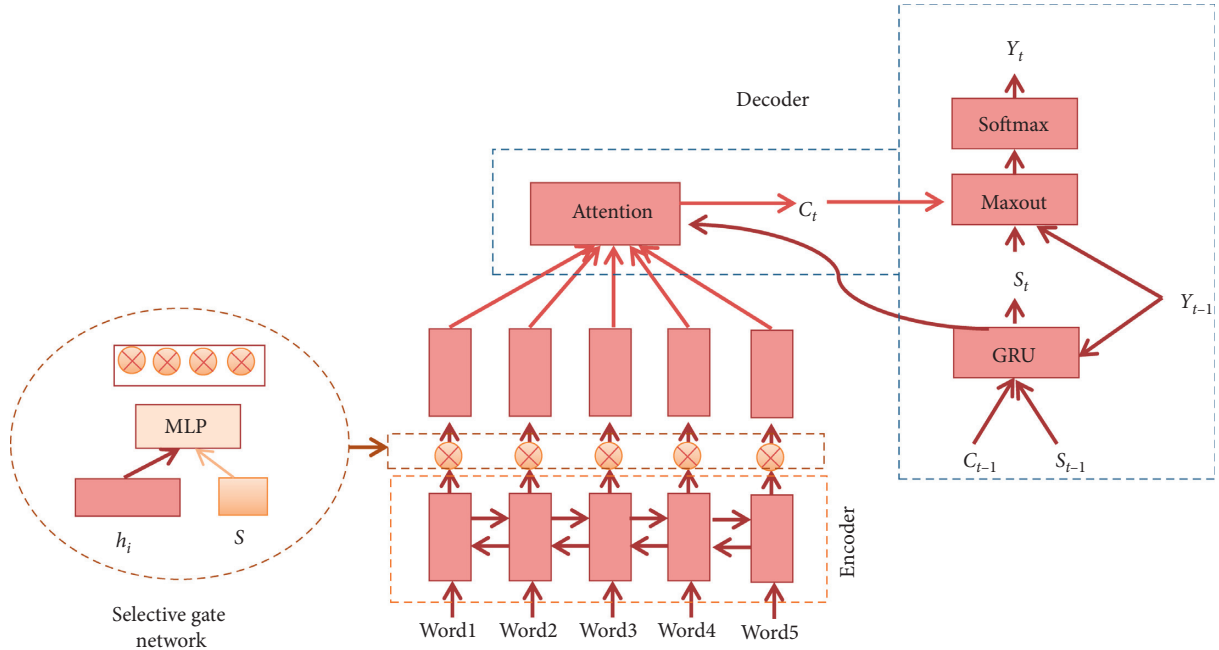 Y_t
Decoder
Softmax
Attention
C_t
Maxout
S_t
Y_{t–1}
GRU
MLP
C_{t–1}
S_{t–1}
h_i
S
Encoder
Selective gate
network
Word1 Word2 Word3 Word4 Word5